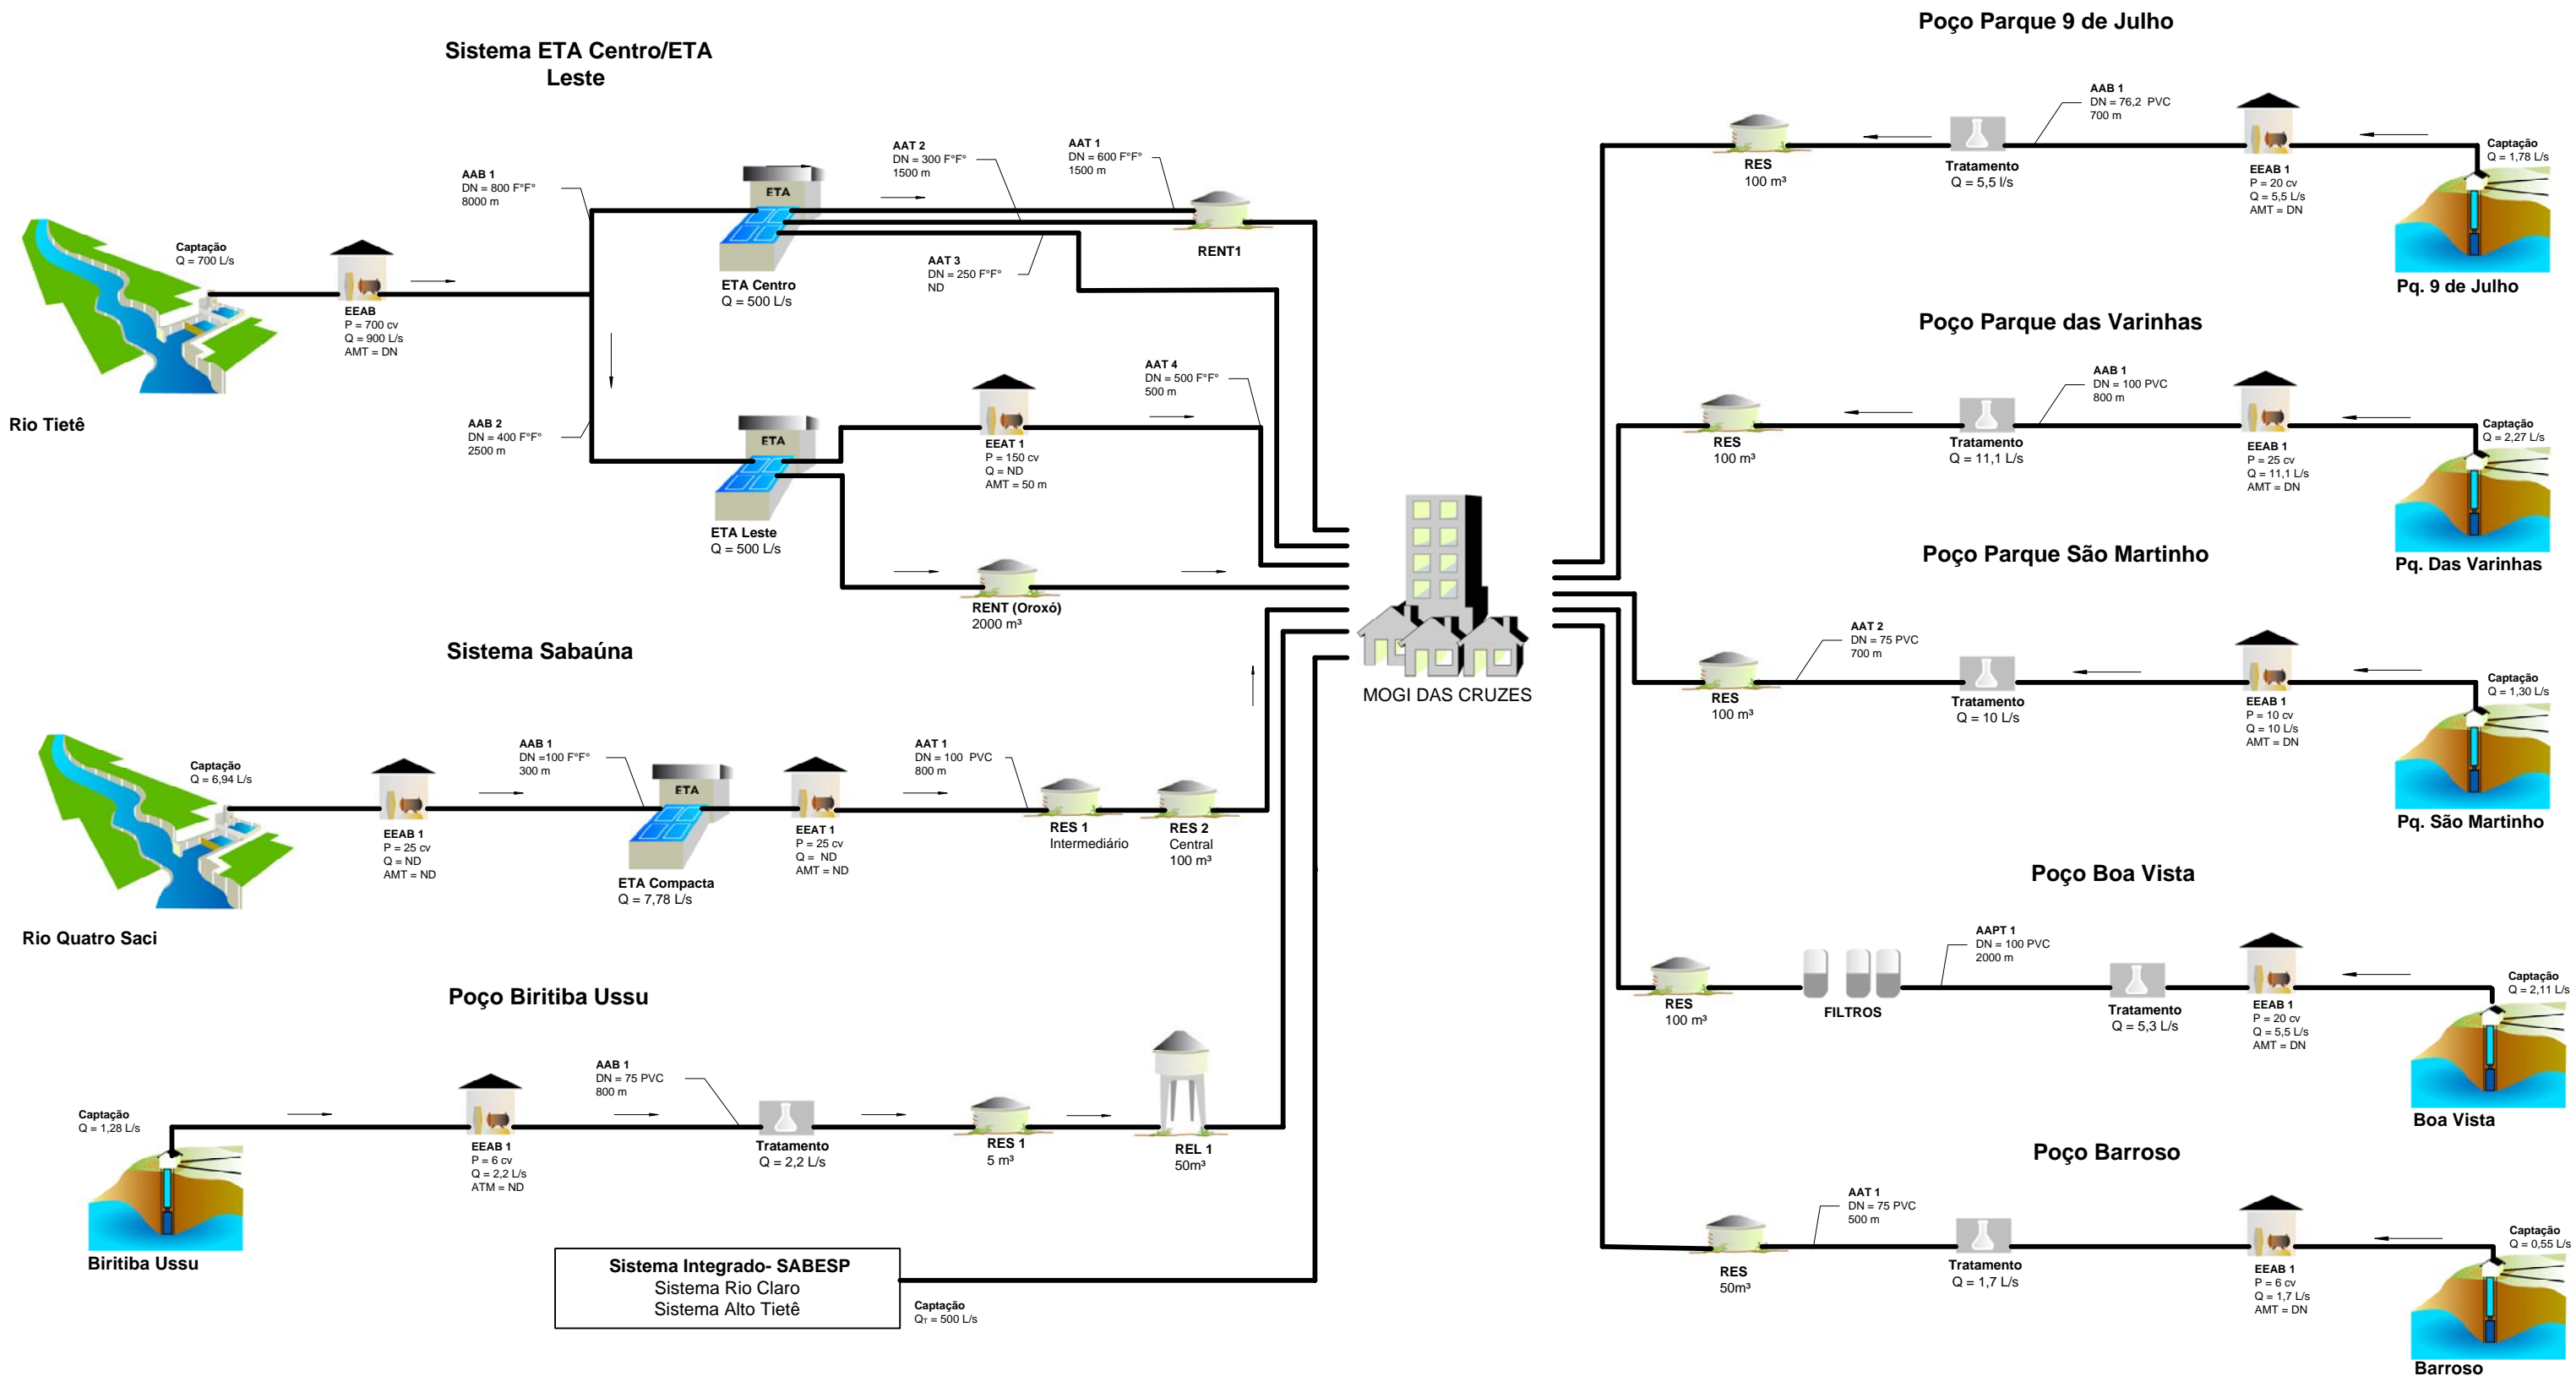 Sistema ETA Centro/ETA
Leste
Captação
Q = 700 L/s
Rio Tietê
EEAB
P = 700 cv
Q = 900 L/s
AMT = DN
AAB 1
DN = 800 F°F°
8000 m
AAB 2
DN = 400 F°F°
2500 m
ETA
ETA Centro
Q = 500 L/s
AAT 2
DN = 300 F°F°
1500 m
AAT 1
DN = 600 F°F°
1500 m
AAT 3
DN = 250 F°F°
ND
RENT1
ETA
ETA Leste
Q = 500 L/s
EEAT 1
P = 150 cv
Q = ND
AMT = 50 m
AAT 4
DN = 500 F°F°
500 m
RENT (Oroxó)
2000 m³
Sistema Sabaúna
Captação
Q = 6,94 L/s
Rio Quatro Saci
EEAB 1
P = 25 cv
Q = ND
AMT = ND
AAB 1
DN =100 F°F°
300 m
ETA
ETA Compacta
Q = 7,78 L/s
EEAT 1
P = 25 cv
Q = ND
AMT = ND
AAT 1
DN = 100 PVC
800 m
RES 1
Intermediário
RES 2
Central
100 m³
Poço Biritiba Ussu
Captação
Q = 1,28 L/s
Biritiba Ussu
EEAB 1
P = 6 cv
Q = 2,2 L/s
ATM = ND
AAB 1
DN = 75 PVC
800 m
Tratamento
Q = 2,2 L/s
RES 1
5 m³
REL 1
50m³
Sistema Integrado- SABESP
Sistema Rio Claro
Sistema Alto Tietê
Captação
QT = 500 L/s
MOGI DAS CRUZES
Poço Parque 9 de Julho
RES
100 m³
Tratamento
Q = 5,5 l/s
AAB 1
DN = 76,2 PVC
700 m
EEAB 1
P = 20 cv
Q = 5,5 L/s
AMT = DN
Captação
Q = 1,78 L/s
Pq. 9 de Julho
Poço Parque das Varinhas
RES
100 m³
Tratamento
Q = 11,1 L/s
AAB 1
DN = 100 PVC
800 m
EEAB 1
P = 25 cv
Q = 11,1 L/s
AMT = DN
Captação
Q = 2,27 L/s
Pq. Das Varinhas
Poço Parque São Martinho
RES
100 m³
AAT 2
DN = 75 PVC
700 m
Tratamento
Q = 10 L/s
EEAB 1
P = 10 cv
Q = 10 L/s
AMT = DN
Captação
Q = 1,30 L/s
Pq. São Martinho
Poço Boa Vista
RES
100 m³
FILTROS
AAPT 1
DN = 100 PVC
2000 m
Tratamento
Q = 5,3 L/s
EEAB 1
P = 20 cv
Q = 5,5 L/s
AMT = DN
Captação
Q = 2,11 L/s
Boa Vista
Poço Barroso
RES
50m³
AAT 1
DN = 75 PVC
500 m
Tratamento
Q = 1,7 L/s
EEAB 1
P = 6 cv
Q = 1,7 L/s
AMT = DN
Captação
Q = 0,55 L/s
Barroso